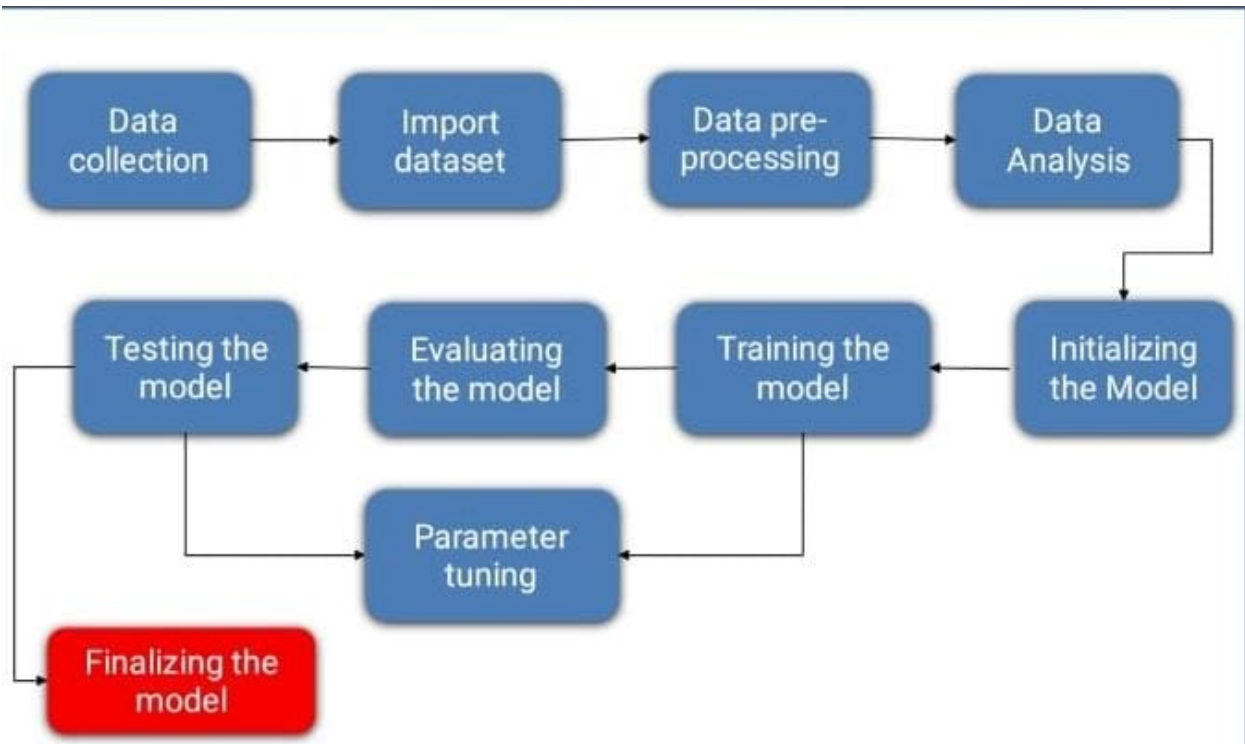 Data
collection
Import
dataset
Data pre-
processing
Data
Analysis
Initializing
the Model
Training the
model
Evaluating
the model
Testing the
model
Parameter
tuning
Finalizing the
model